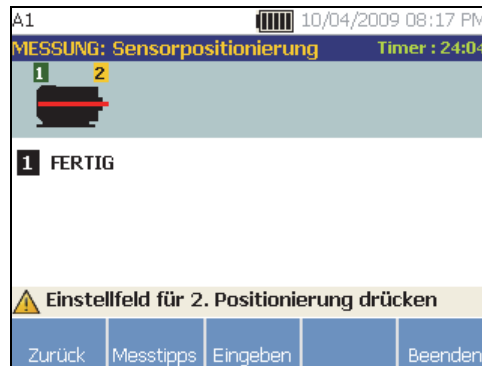 A1 10/04/2009 08:17 PM
MESSUNG: Sensorpositionierung Timer : 24:04
1 2
1 FERTIG
Einstellfeld für 2. Positionierung drücken
Zurück Messtipps Eingeben Beenden